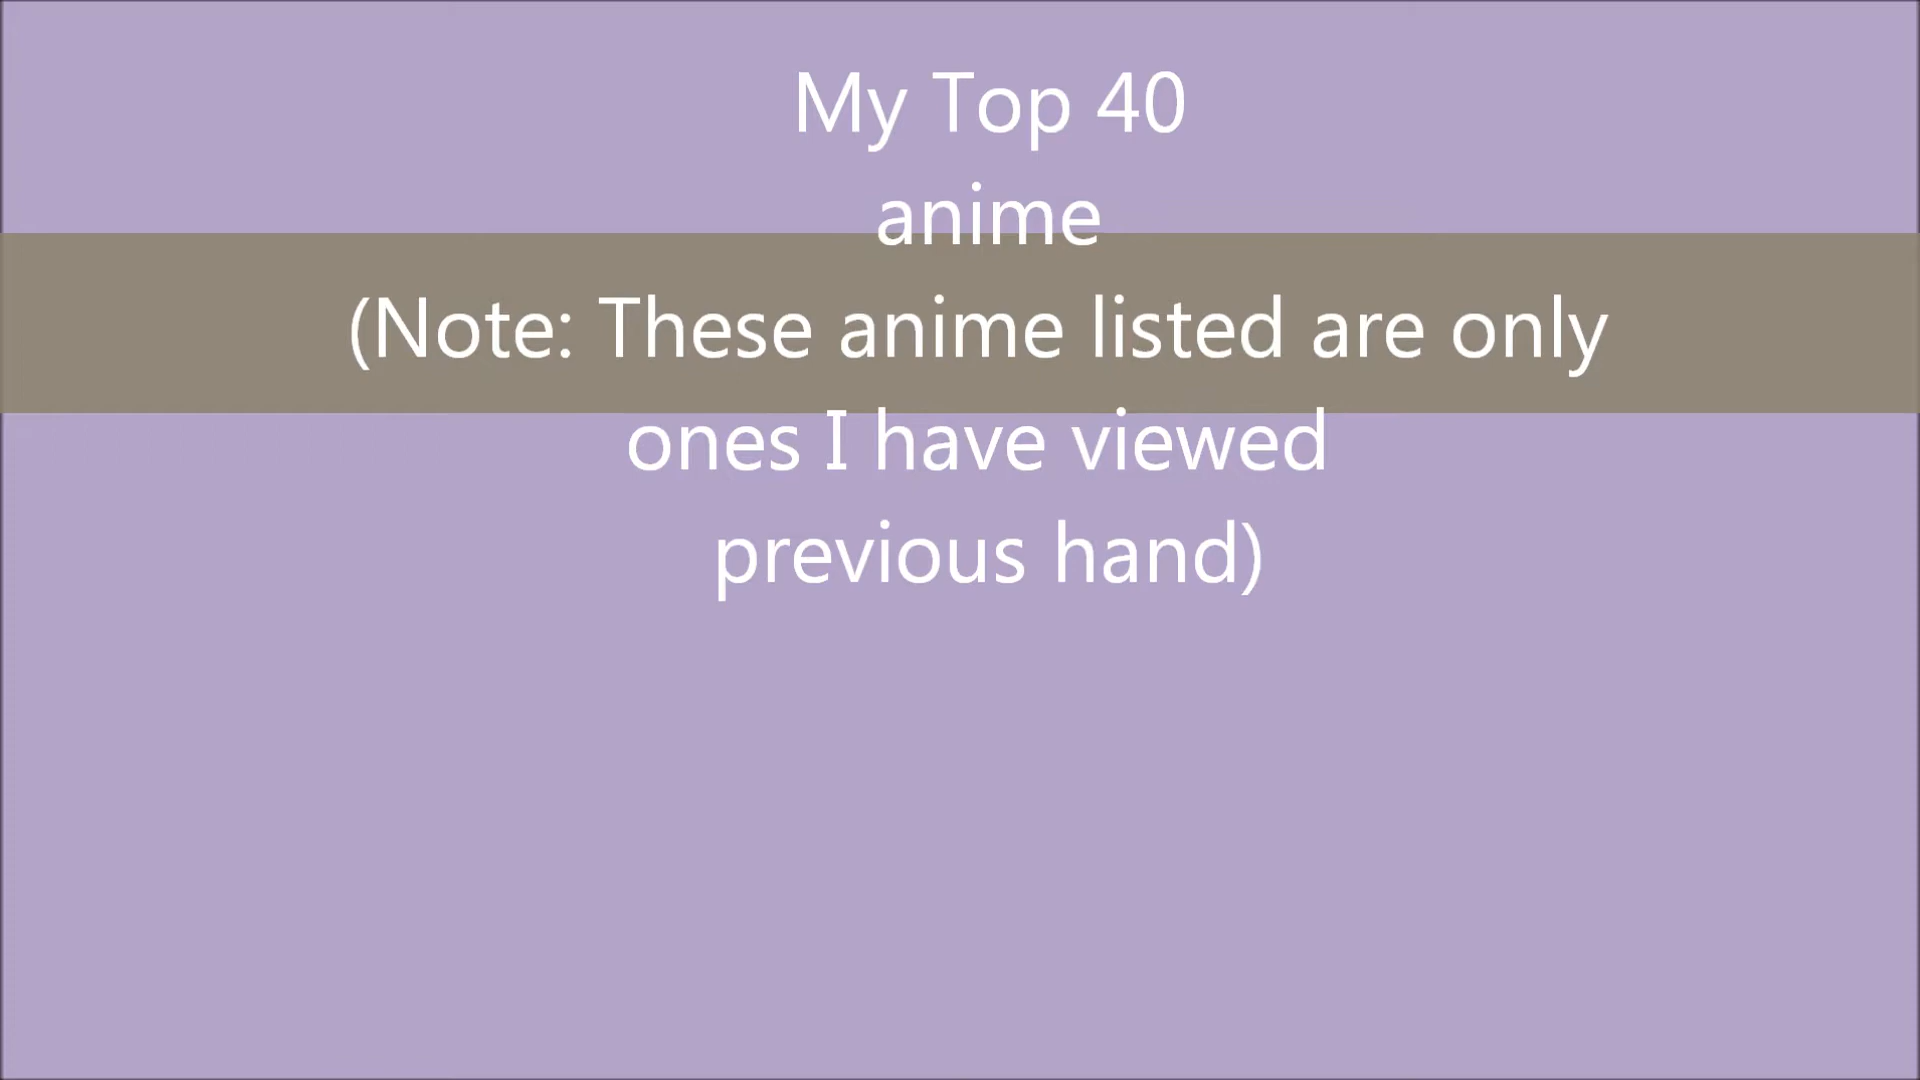 My Top 40
anime
(Note: These anime listed are only
ones I have viewed
previous hand)